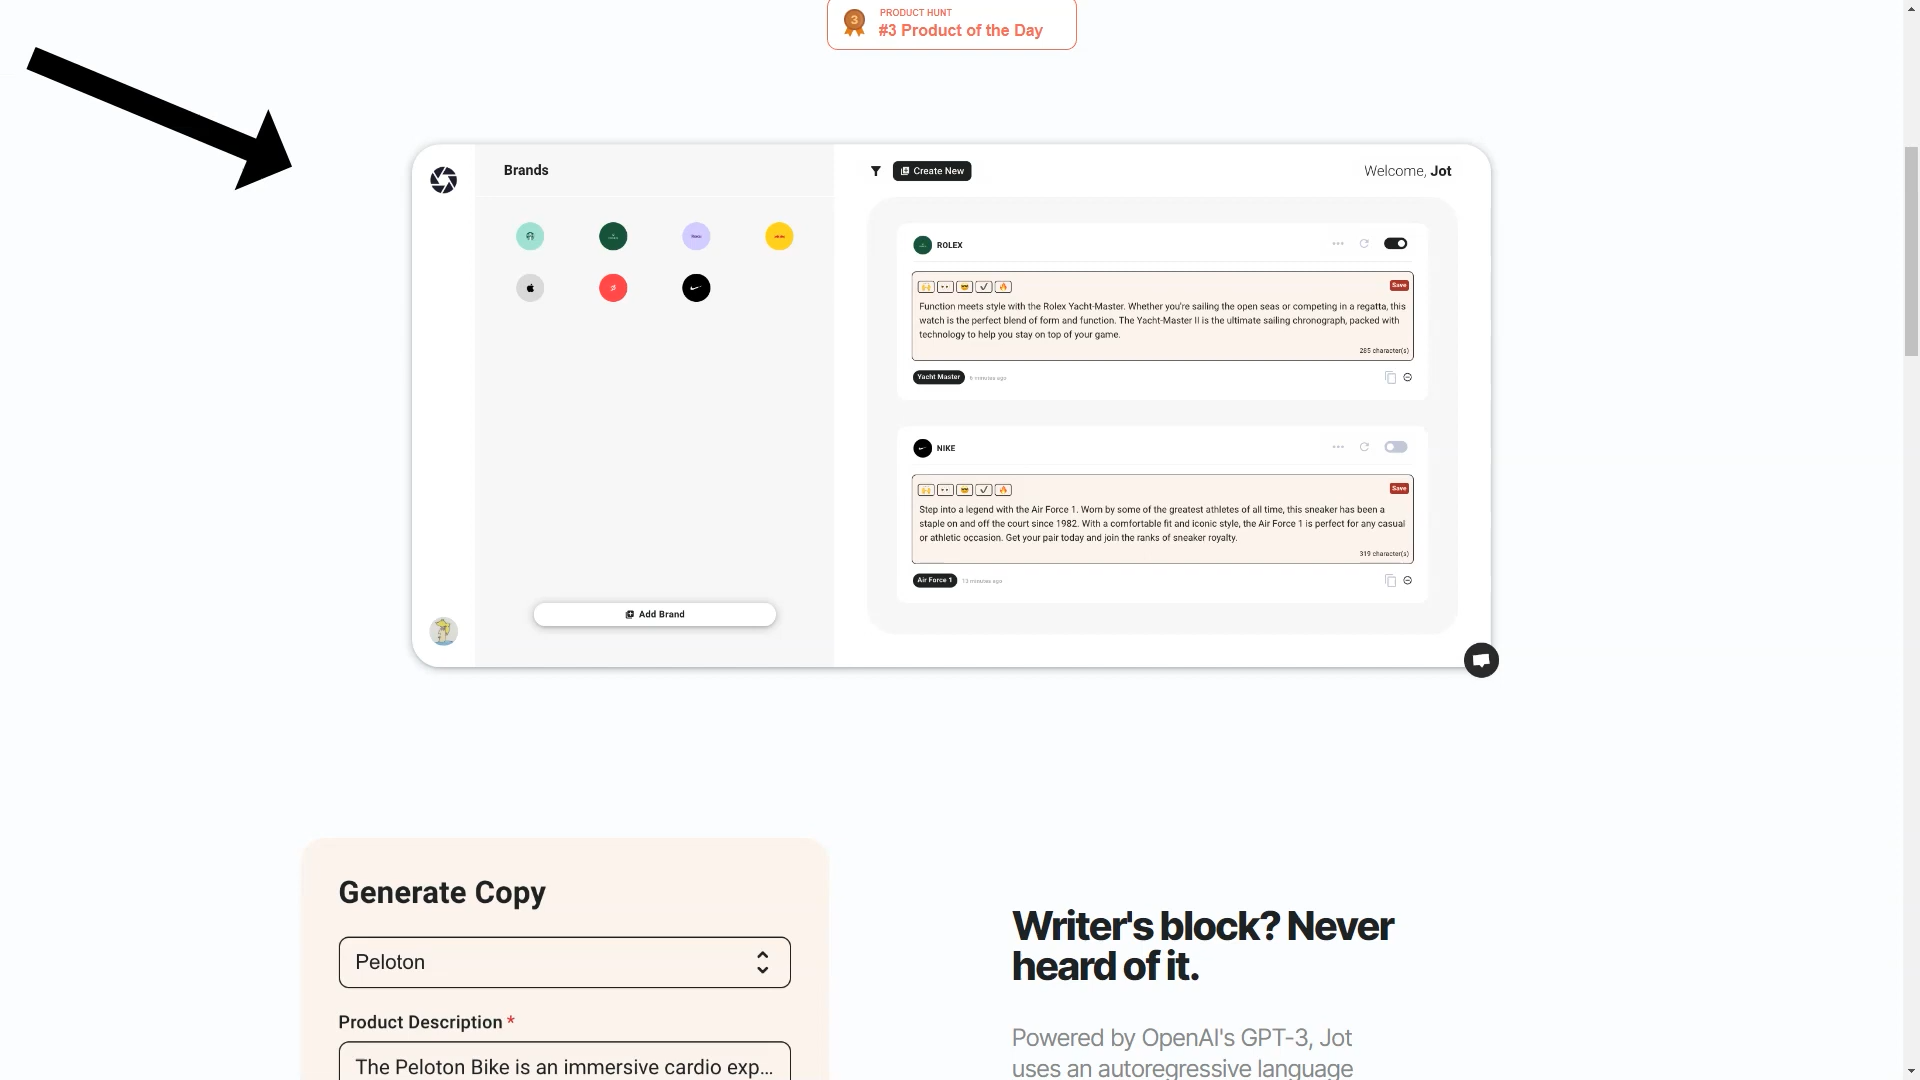 3
PRODUCT HUNT
#3 Product of the Day
Brands
Create New
Welcome, Jot
ROLEX
Save
Function meets style with the Rolex Yacht-Master. Whether you're sailing the open seas or competing in a regatta, this
watch is the perfect blend of form and function. The Yacht-Master II is the ultimate sailing chronograph, packed with
technology to help you stay on top of your game.
285 character(s)
Yacht Master
minutes ago
NIKE
Save
Step into a legend with the Air Force 1. Worn by some of the greatest athletes of all time, this sneaker has been a
staple on and off the court since 1982. With a comfortable fit and iconic style, the Air Force 1 is perfect for any casual
or athletic occasion. Get your pair today and join the ranks of sneaker royalty.
319 character(s)
Air Force 1
13 minutes ago
Add Brand
Generate Copy
Peloton
Product Description *
The Peloton Bike is an immersive cardio exp...
Writer's block? Never
heard of it.
Powered by OpenAI's GPT-3, Jot
uses an autoregressive language